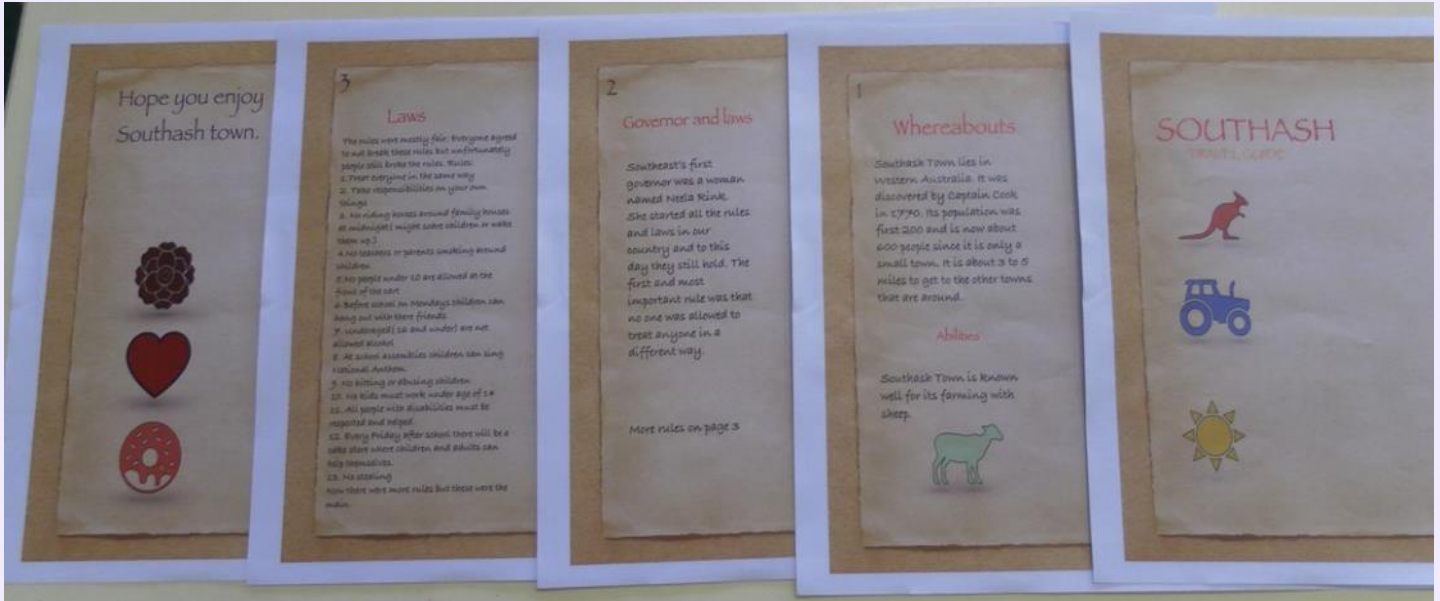 Hope you enjoy
Southash town.
3
Laws
The rules were mostly fair. Everyone agreed
to not break these rules but unfortunately
people still broke the rules. Rules:
1. Treat everyone in the same way
2. Take responsibilities on your own
things
3. No riding horses around family houses
at midnight( might scare children or wake
them up.)
4.No teachers or parents smoking around
children
5.No people under 10 are allowed at the
front of the cart
6.Before school on Mondays children can
hang out with there friends
7. Underaged( and under) are not
allowed alcohol
8. At school assemblies children can sing
National Anthem
9. No hitting or abusing children
10. No kids must work under age of
11. All people with disabilities must be
respected and helped
12. Every Friday after school there will be a
cake store where children and adults can
help themselves.
13. No stealing
Now there were more rules but these were the
main.
2
Governor and laws
Southeast's first
governor was a woman
named Neela Rink.
She started all the rules
and laws in our
country and to this
day they still hold. The
first and most
important rule was that
no one was allowed to
treat anyone in a
different way.
More rules on page 3
1
Whereabouts
Southash Town lies in
Western Australia. It was
discovered by Captain Cook
in 1770. Its population was
first 200 and is now about
600 people since it is only a
small town. It is about 3 to 5
miles to get to the other towns
that are around.
Abilities
Southash Town is known
well for its farming with
sheep.
SOUTHASH
TRAVEL GUIDE